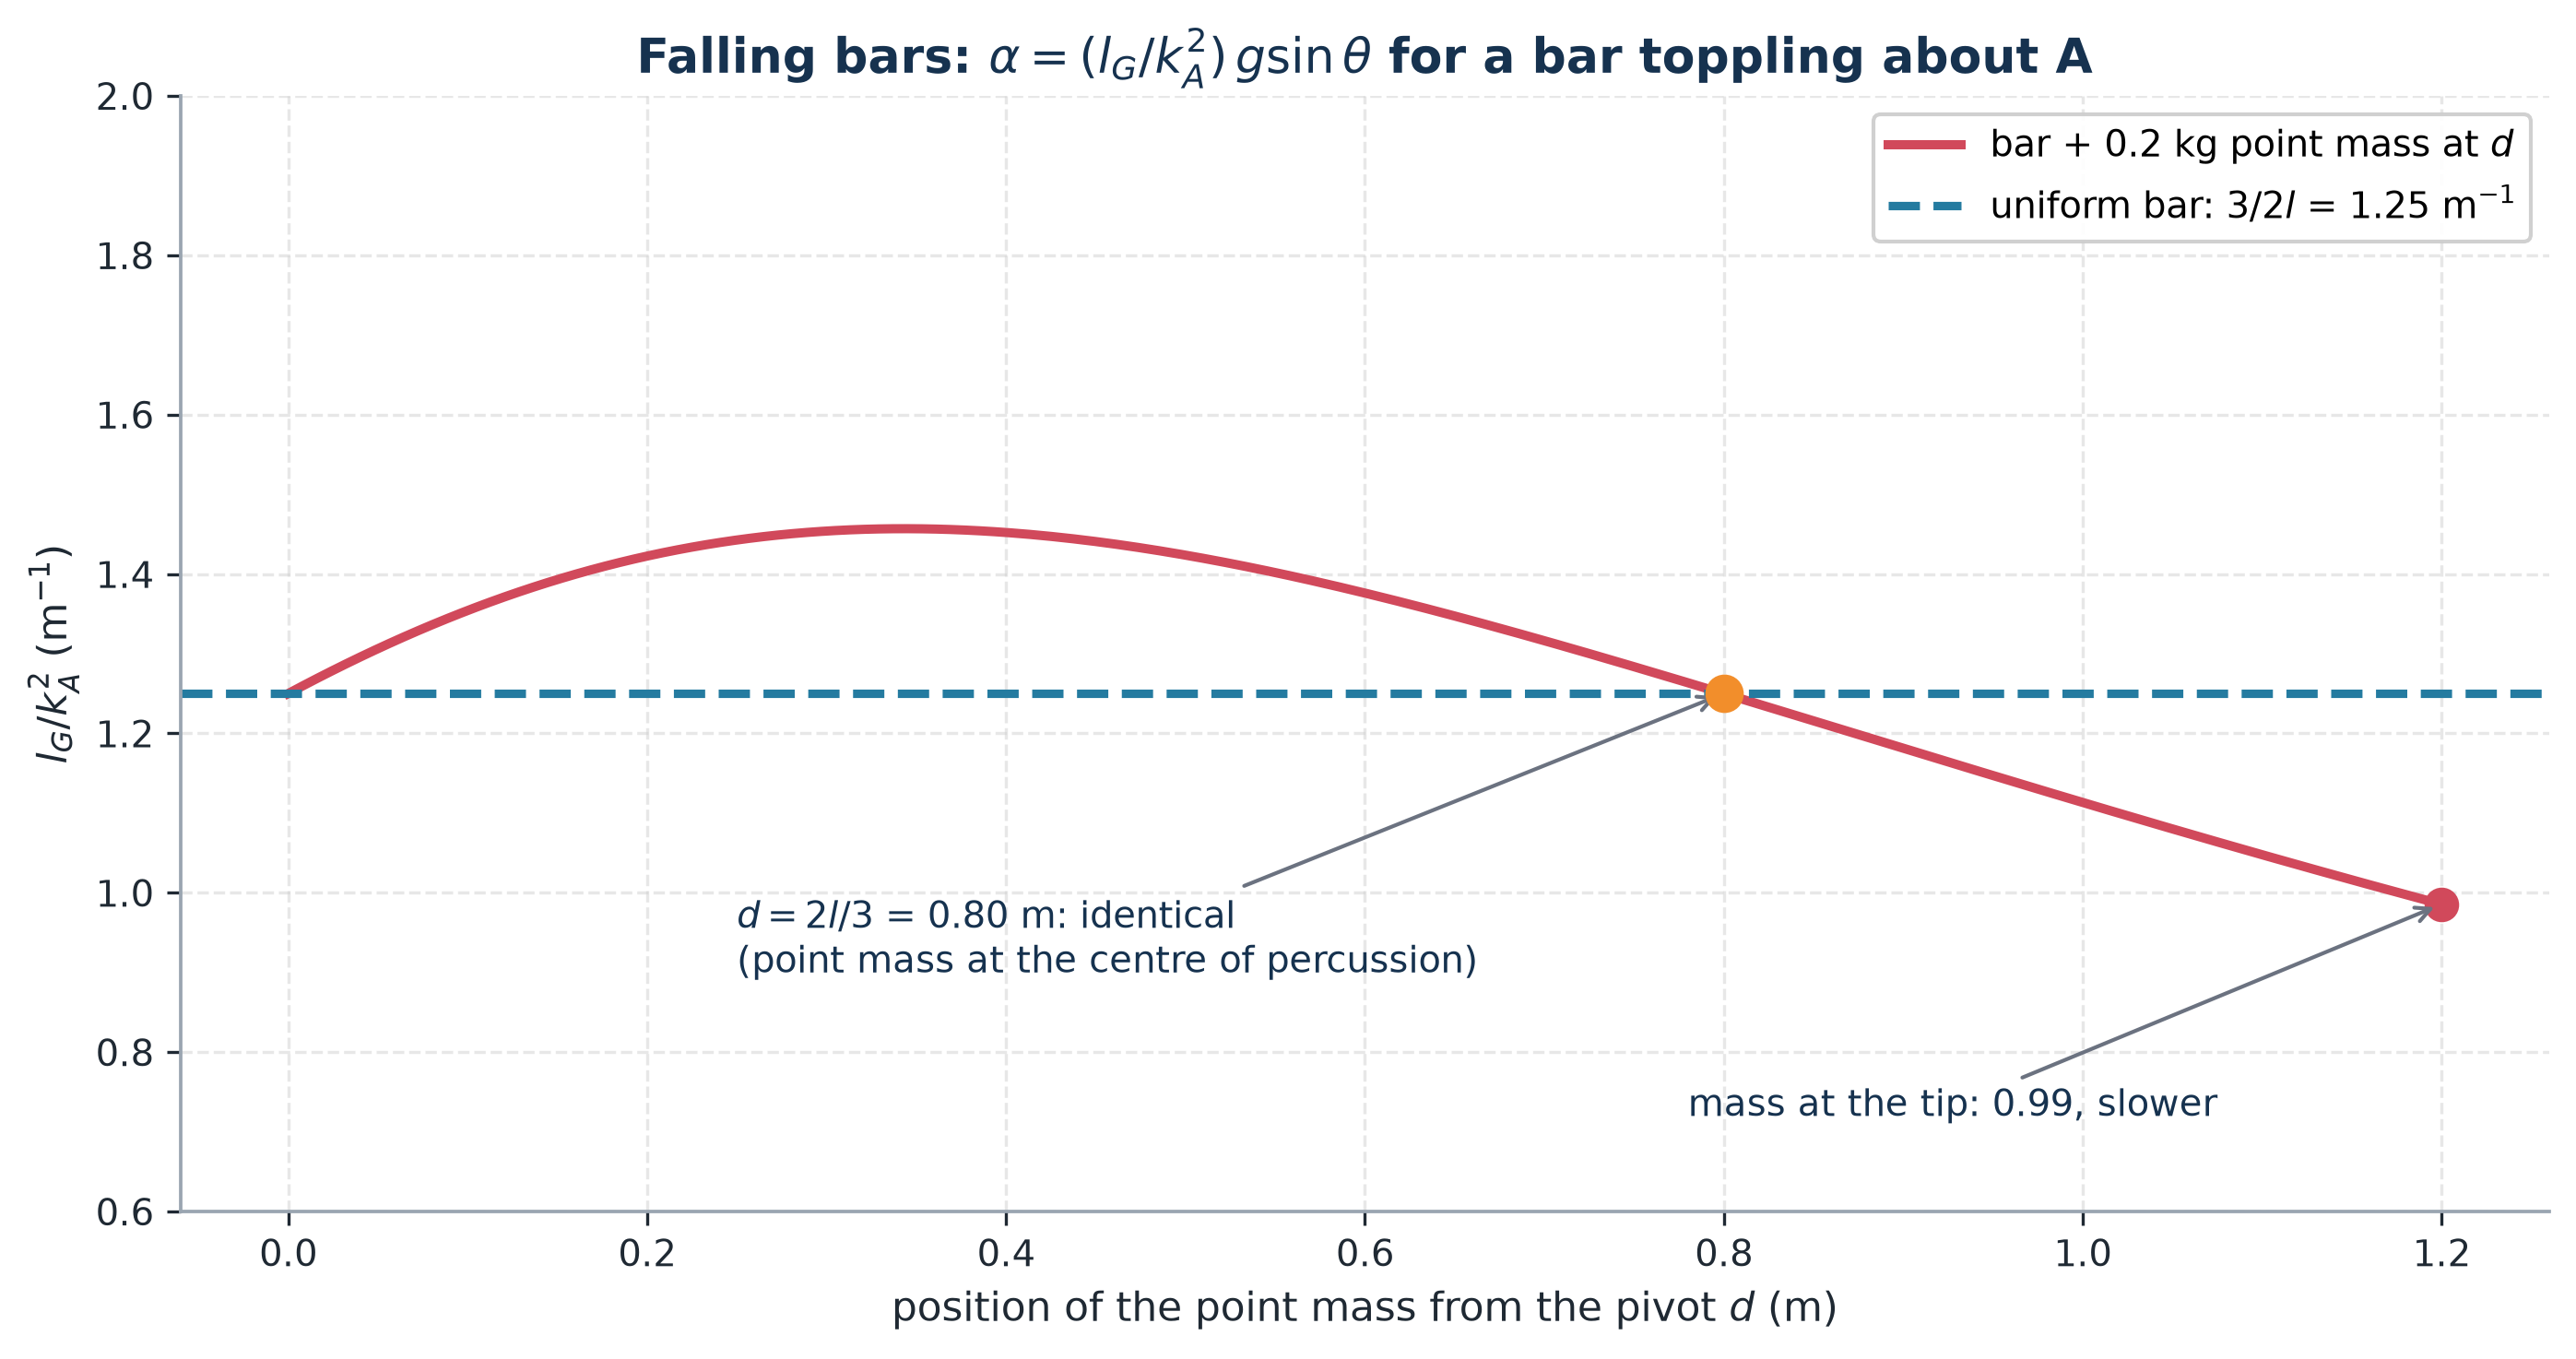 Falling bars: α = (l_G/k_A^2) g sin θ for a bar toppling about A
bar + 0.2 kg point mass at d
uniform bar: 3/2l = 1.25 m⁻¹
l_G/k_A^2 (m⁻¹)
2.0
1.8
1.6
1.4
1.2
1.0
0.8
0.6
d = 2l/3 = 0.80 m: identical
(point mass at the centre of percussion)
mass at the tip: 0.99, slower
0.0 0.2 0.4 0.6 0.8 1.0 1.2
position of the point mass from the pivot d (m)